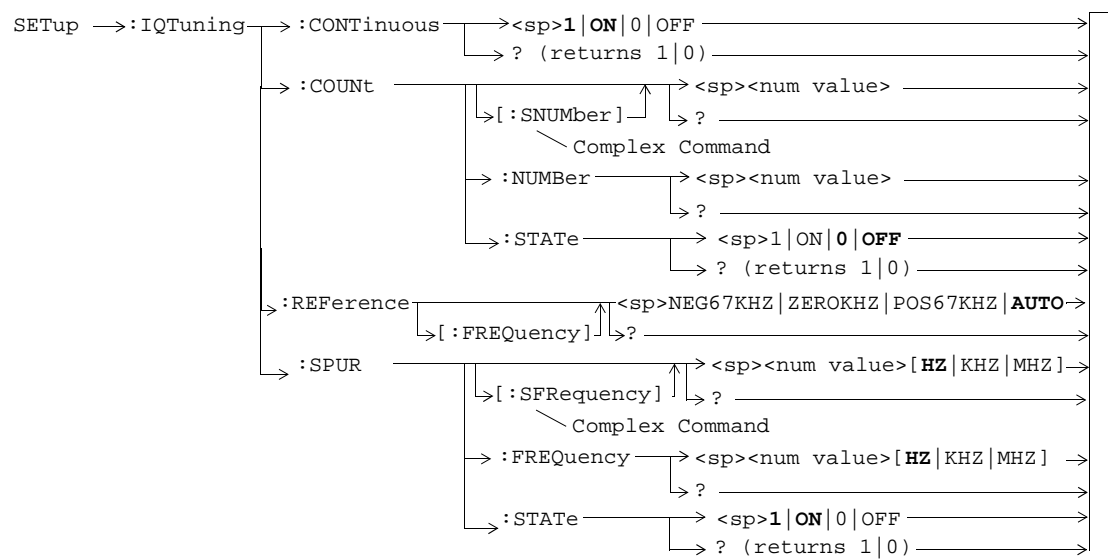 SETup :IQTuning :CONTinuous <sp>1|ON|0|OFF
? (returns 1|0)
:COUNt <sp><num value>
[:SNUMber] ?
Complex Command
:NUMBer <sp><num value>
?
:STATe <sp>1|ON|0|OFF
? (returns 1|0)
:REFerence <sp>NEG67KHZ|ZEROKHZ|POS67KHZ|AUTO
[:FREQuency] ?
:SPUR <sp><num value>[HZ|KHZ|MHZ]
[:SFRequency] ?
Complex Command
:FREQuency <sp><num value>[HZ|KHZ|MHZ]
?
:STATe <sp>1|ON|0|OFF
? (returns 1|0)